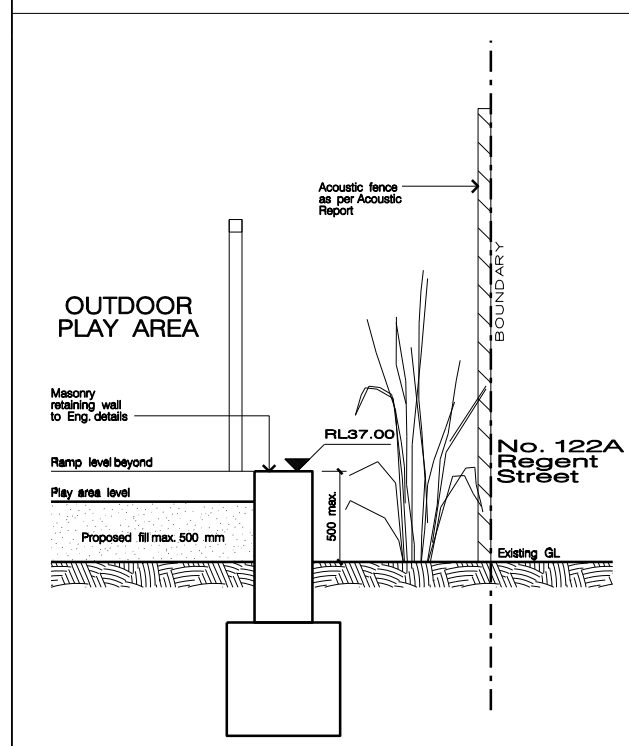 Acoustic fence
as per Acoustic
Report
BOUNDARY
OUTDOOR
PLAY AREA
Masonry
retaining wall
to Eng. details
RL37.00
No. 122A
Regent
Street
Ramp level beyond
Play area level
500 max.
Proposed fill max. 500 mm
Existing GL